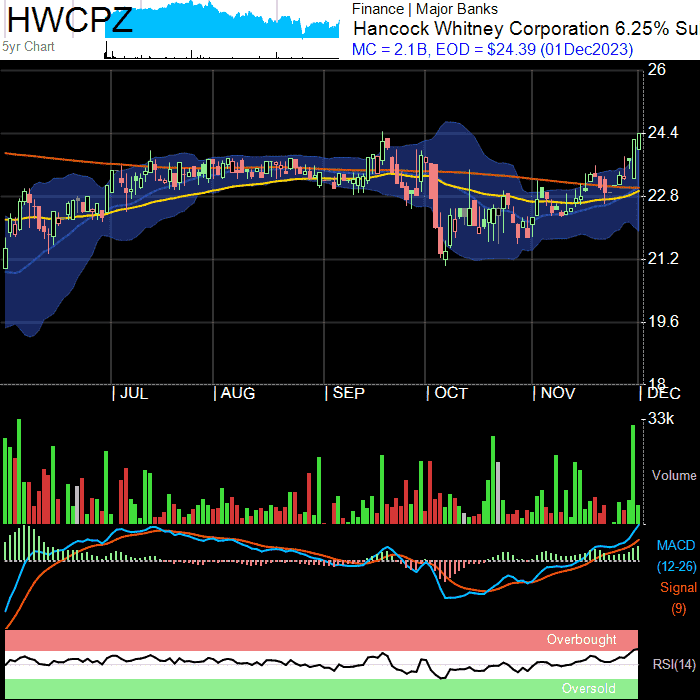 HWCPZ
5yr Chart
Finance | Major Banks
Hancock Whitney Corporation 6.25% Su
MC = 2.1B, EOD = $24.39 (01Dec2023)
26
24.4
22.8
21.2
19.6
18
| JUL | AUG | SEP | OCT | NOV | DEC
33k
Volume
MACD
(12-26)
Signal
(9)
Overbought
RSI(14)
Oversold